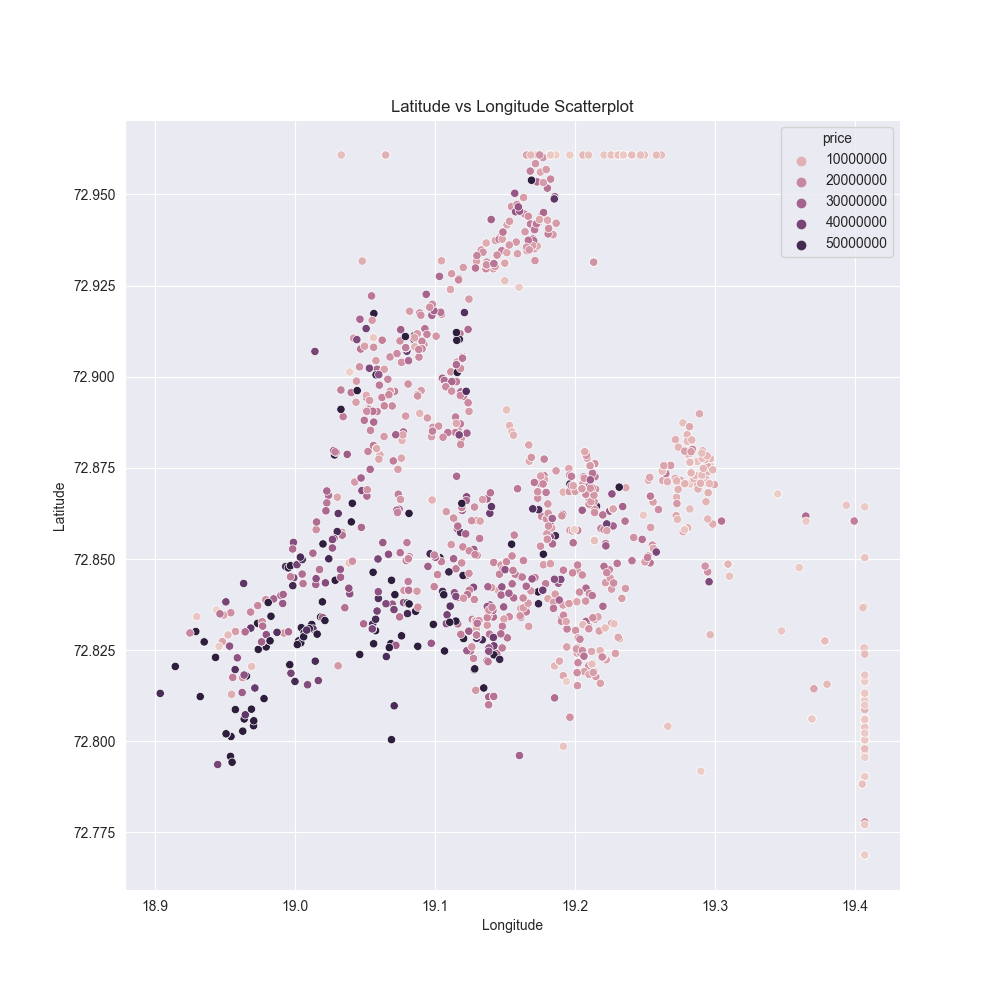 Latitude vs Longitude Scatterplot
price
10000000
20000000
30000000
40000000
50000000
72.950
72.925
72.900
72.875
72.850
72.825
72.800
72.775
Latitude
18.9 19.0 19.1 19.2 19.3 19.4
Longitude